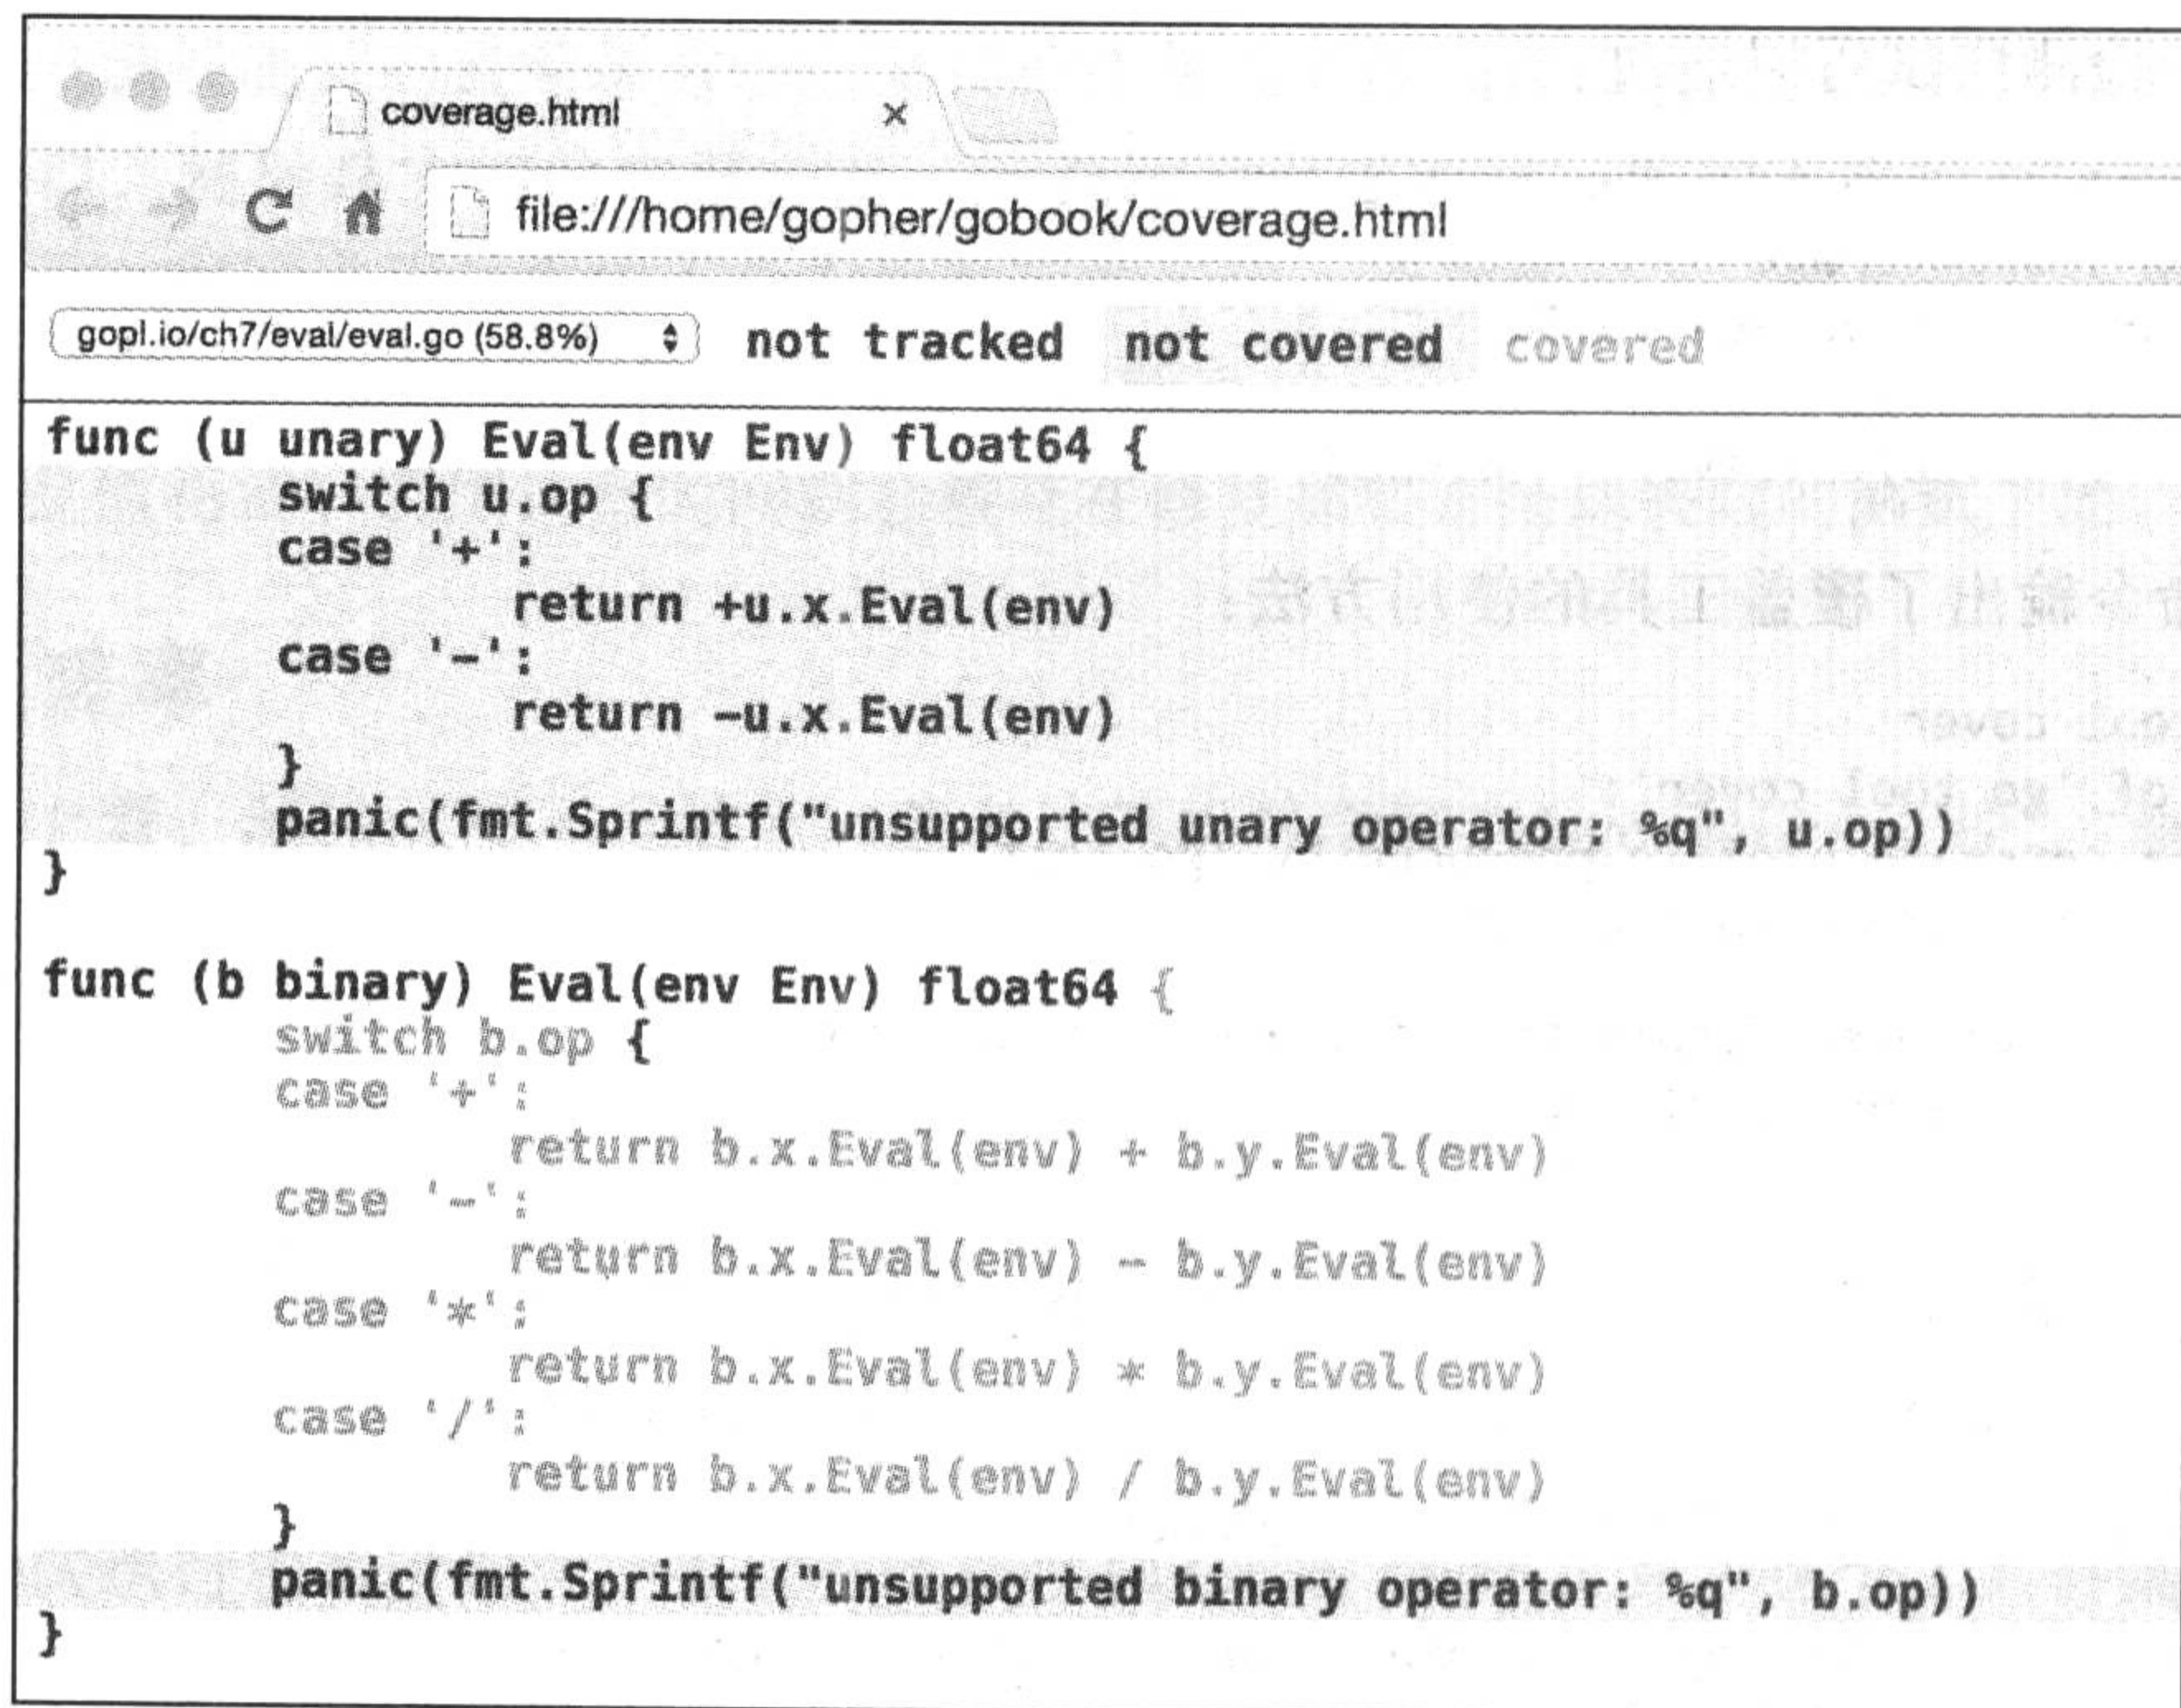 coverage.html ×
file:///home/gopher/gobook/coverage.html
gopl.io/ch7/eval/eval.go (58.8%) not tracked not covered covered
func (u unary) Eval(env Env) float64 {
        switch u.op {
        case '+':
                return +u.x.Eval(env)
        case '-':
                return -u.x.Eval(env)
        }
        panic(fmt.Sprintf("unsupported unary operator: %q", u.op))
}
func (b binary) Eval(env Env) float64 {
        switch b.op {
        case '+':
                return b.x.Eval(env) + b.y.Eval(env)
        case '-':
                return b.x.Eval(env) - b.y.Eval(env)
        case '*':
                return b.x.Eval(env) * b.y.Eval(env)
        case '/':
                return b.x.Eval(env) / b.y.Eval(env)
        }
        panic(fmt.Sprintf("unsupported binary operator: %q", b.op))
}